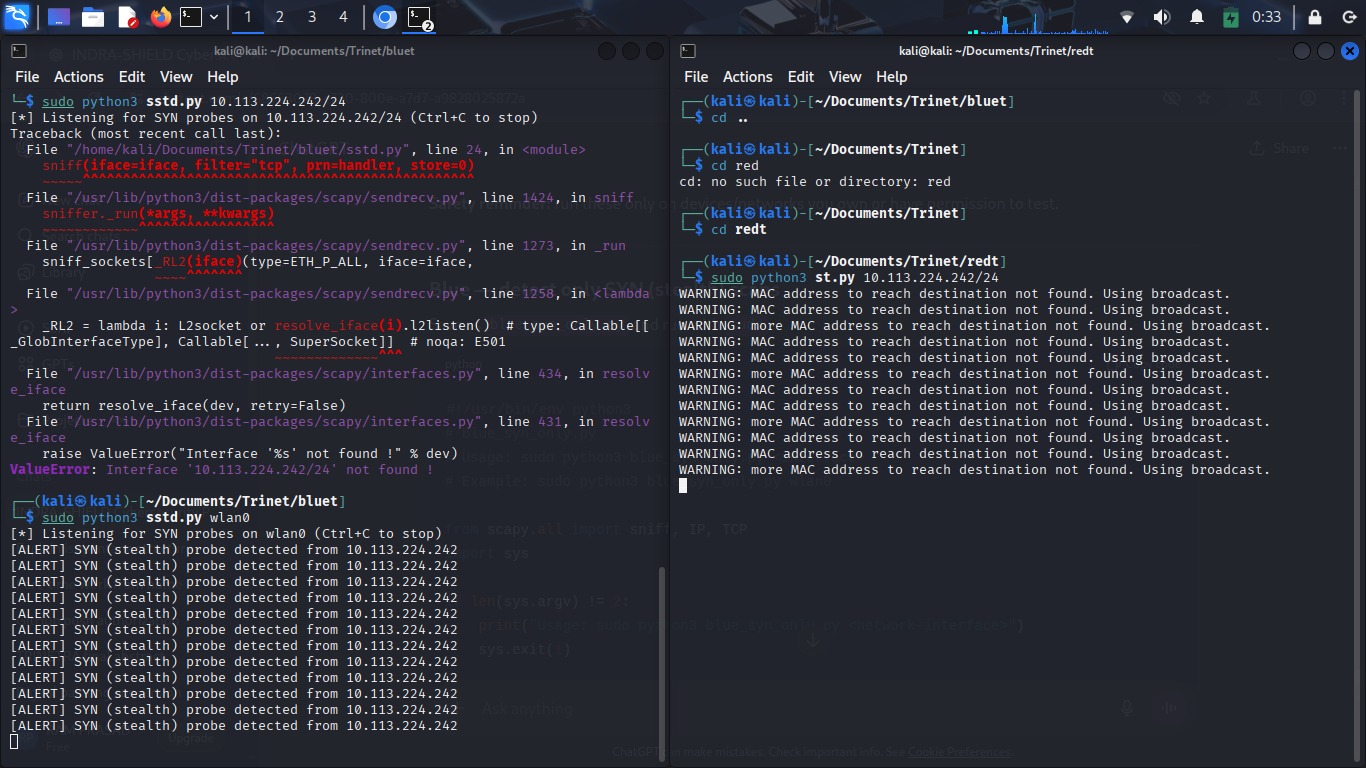 1 2 3 4 2 0:33
kali@kali: ~/Documents/Trinet/bluet
File Actions Edit View Help
└─$ sudo python3 sstd.py 10.113.224.242/24
[*] Listening for SYN probes on 10.113.224.242/24 (Ctrl+C to stop)
Traceback (most recent call last):
File "/home/kali/Documents/Trinet/bluet/sstd.py", line 24, in <module>
sniff(iface=iface, filter="tcp", prn=handler, store=0)
~~~~~^^^^^^^^^^^^^^^^^^^^^^^^^^^^^^^^^^^^^^^^^^^^^^^^^
File "/usr/lib/python3/dist-packages/scapy/sendrecv.py", line 1424, in sniff
sniffer._run(*args, **kwargs)
~~~~~~~~~~~~^^^^^^^^^^^^^^^^^
File "/usr/lib/python3/dist-packages/scapy/sendrecv.py", line 1273, in _run
sniff_sockets[_RL2(iface)(type=ETH_P_ALL, iface=iface,
~~~~^^^^^^^
File "/usr/lib/python3/dist-packages/scapy/sendrecv.py", line 1258, in <lambda
>
_RL2 = lambda i: L2socket or resolve_iface(i).l2listen() # type: Callable[[
_GlobInterfaceType], Callable[..., SuperSocket]] # noqa: E501
~~~~~~~~~~~~~^^^
File "/usr/lib/python3/dist-packages/scapy/interfaces.py", line 434, in resolv
e_iface
return resolve_iface(dev, retry=False)
File "/usr/lib/python3/dist-packages/scapy/interfaces.py", line 431, in resolv
e_iface
raise ValueError("Interface '%s' not found !" % dev)
ValueError: Interface '10.113.224.242/24' not found !
┌──(kali㉿kali)-[~/Documents/Trinet/bluet]
└─$ sudo python3 sstd.py wlan0
[*] Listening for SYN probes on wlan0 (Ctrl+C to stop)
[ALERT] SYN (stealth) probe detected from 10.113.224.242
[ALERT] SYN (stealth) probe detected from 10.113.224.242
[ALERT] SYN (stealth) probe detected from 10.113.224.242
[ALERT] SYN (stealth) probe detected from 10.113.224.242
[ALERT] SYN (stealth) probe detected from 10.113.224.242
[ALERT] SYN (stealth) probe detected from 10.113.224.242
[ALERT] SYN (stealth) probe detected from 10.113.224.242
[ALERT] SYN (stealth) probe detected from 10.113.224.242
[ALERT] SYN (stealth) probe detected from 10.113.224.242
[ALERT] SYN (stealth) probe detected from 10.113.224.242
[ALERT] SYN (stealth) probe detected from 10.113.224.242
[ALERT] SYN (stealth) probe detected from 10.113.224.242
kali@kali: ~/Documents/Trinet/redt
File Actions Edit View Help
┌──(kali㉿kali)-[~/Documents/Trinet/bluet]
└─$ cd ..
┌──(kali㉿kali)-[~/Documents/Trinet]
└─$ cd red
cd: no such file or directory: red
┌──(kali㉿kali)-[~/Documents/Trinet]
└─$ cd redt
┌──(kali㉿kali)-[~/Documents/Trinet/redt]
└─$ sudo python3 st.py 10.113.224.242/24
WARNING: MAC address to reach destination not found. Using broadcast.
WARNING: MAC address to reach destination not found. Using broadcast.
WARNING: more MAC address to reach destination not found. Using broadcast.
WARNING: MAC address to reach destination not found. Using broadcast.
WARNING: MAC address to reach destination not found. Using broadcast.
WARNING: more MAC address to reach destination not found. Using broadcast.
WARNING: MAC address to reach destination not found. Using broadcast.
WARNING: MAC address to reach destination not found. Using broadcast.
WARNING: more MAC address to reach destination not found. Using broadcast.
WARNING: MAC address to reach destination not found. Using broadcast.
WARNING: MAC address to reach destination not found. Using broadcast.
WARNING: more MAC address to reach destination not found. Using broadcast.
Share
from scapy.all import sniff, IP, TCP
Ask anything
ChatGPT can make mistakes. Check important info. See Cookie Preferences.